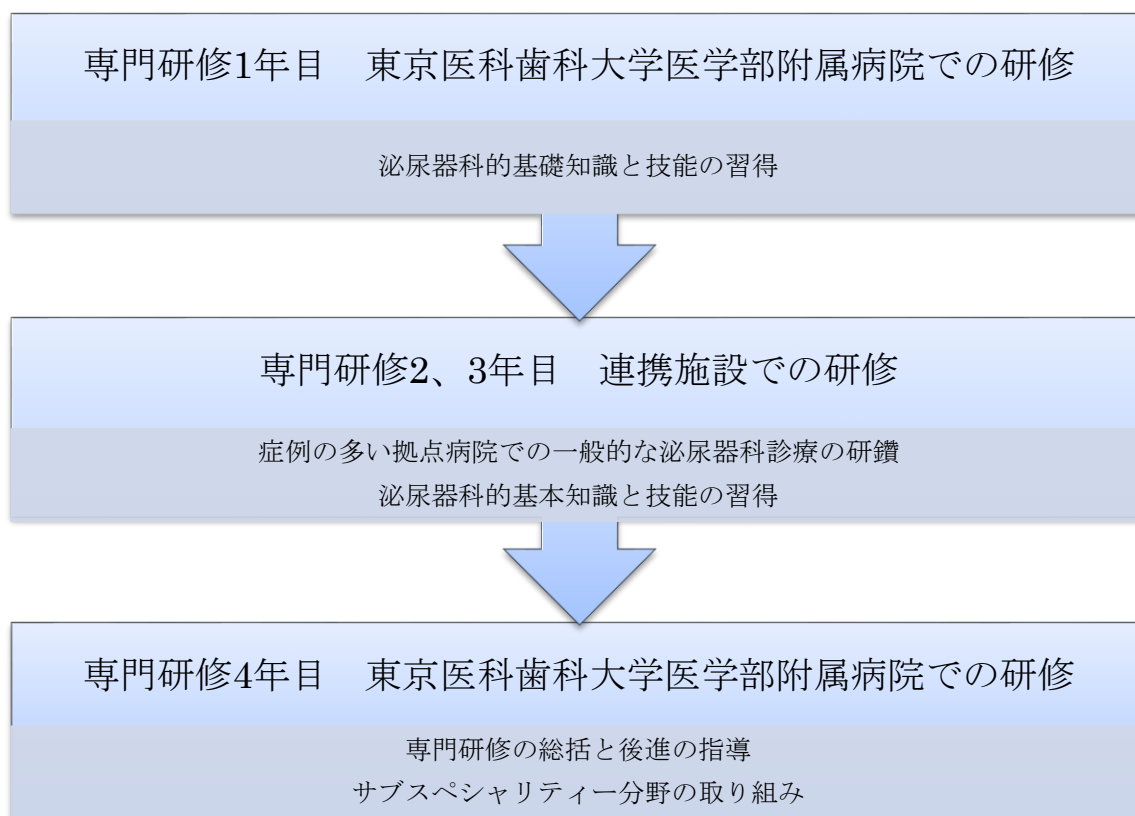 専門研修1年目　東京医科歯科大学医学部附属病院での研修
泌尿器科的基礎知識と技能の習得
専門研修2、3年目　連携施設での研修
症例の多い拠点病院での一般的な泌尿器科診療の研鑽
泌尿器科的基本知識と技能の習得
専門研修4年目　東京医科歯科大学医学部附属病院での研修
専門研修の総括と後進の指導
サブスペシャリティー分野の取り組み